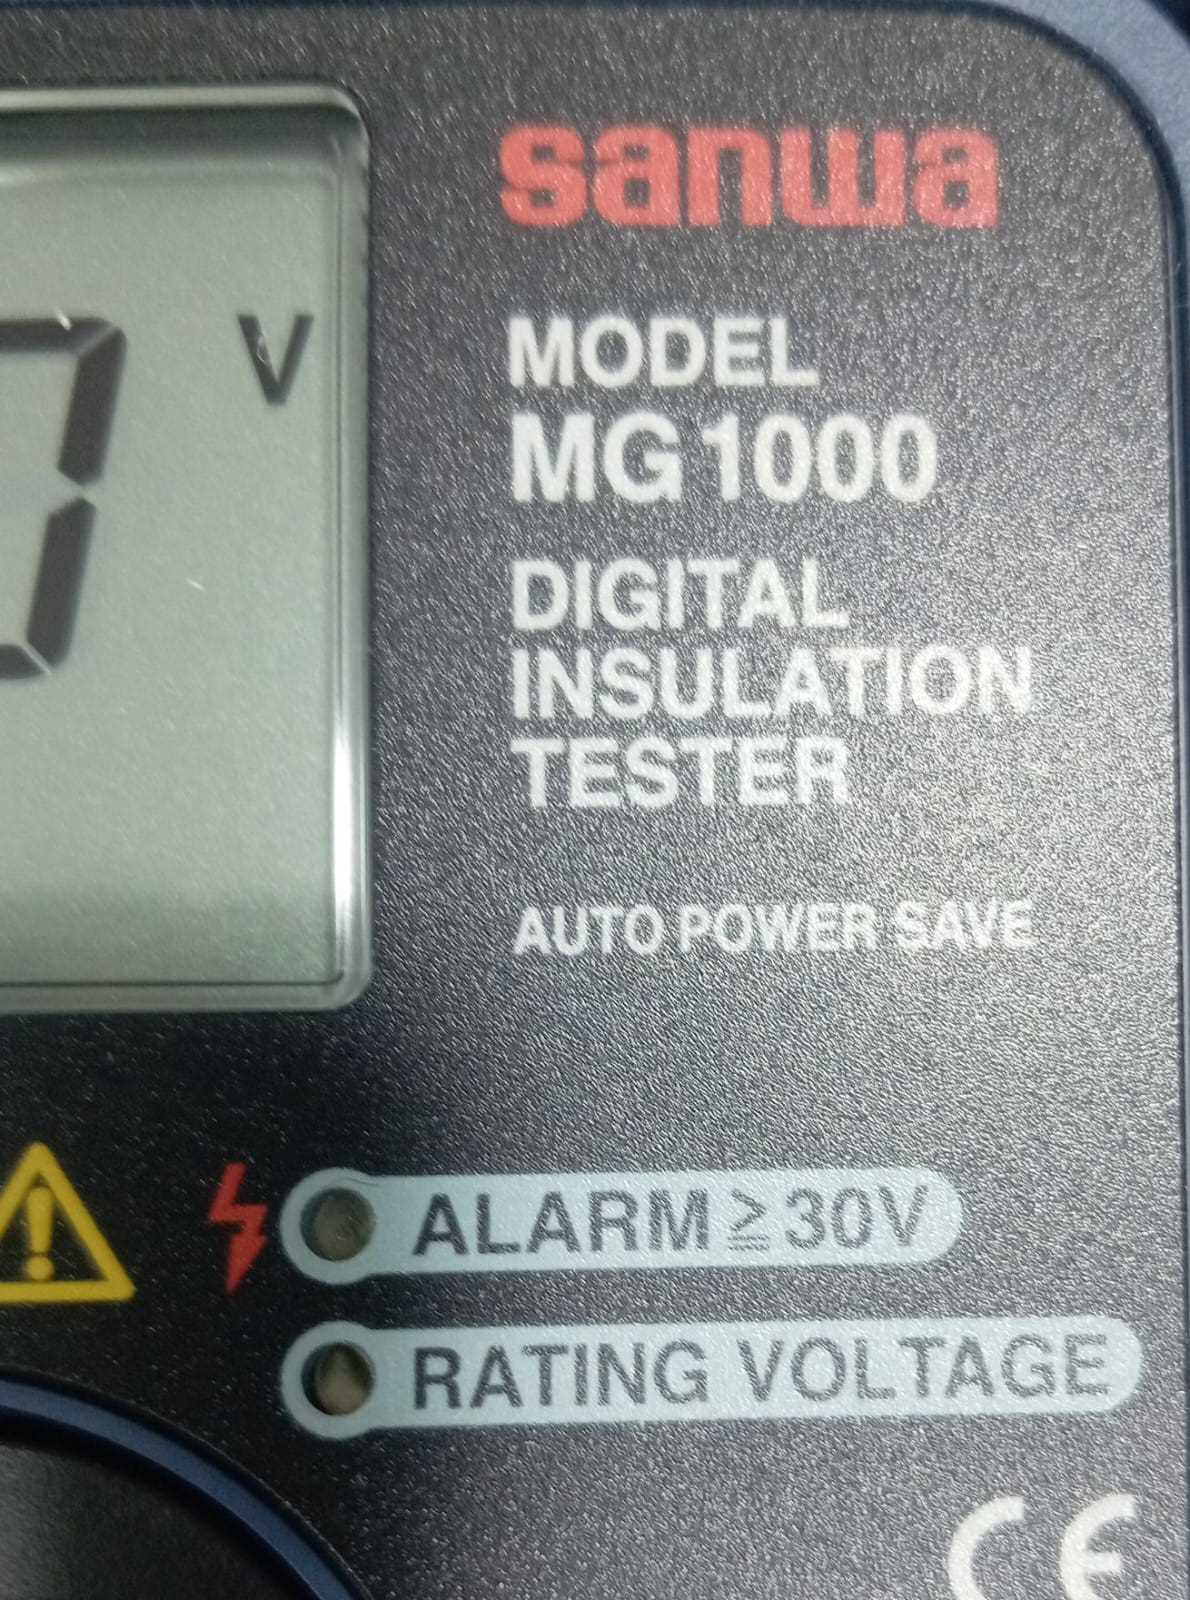 sanwa
V
MODEL
MG1000
DIGITAL
INSULATION
TESTER
AUTO POWER SAVE
ALARM ≧ 30V
RATING VOLTAGE
CE